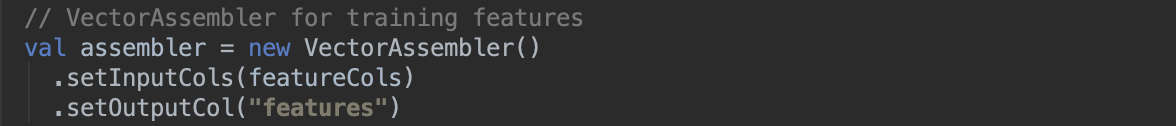 // VectorAssembler for training features
val assembler = new VectorAssembler()
  .setInputCols(featureCols)
  .setOutputCol("features")